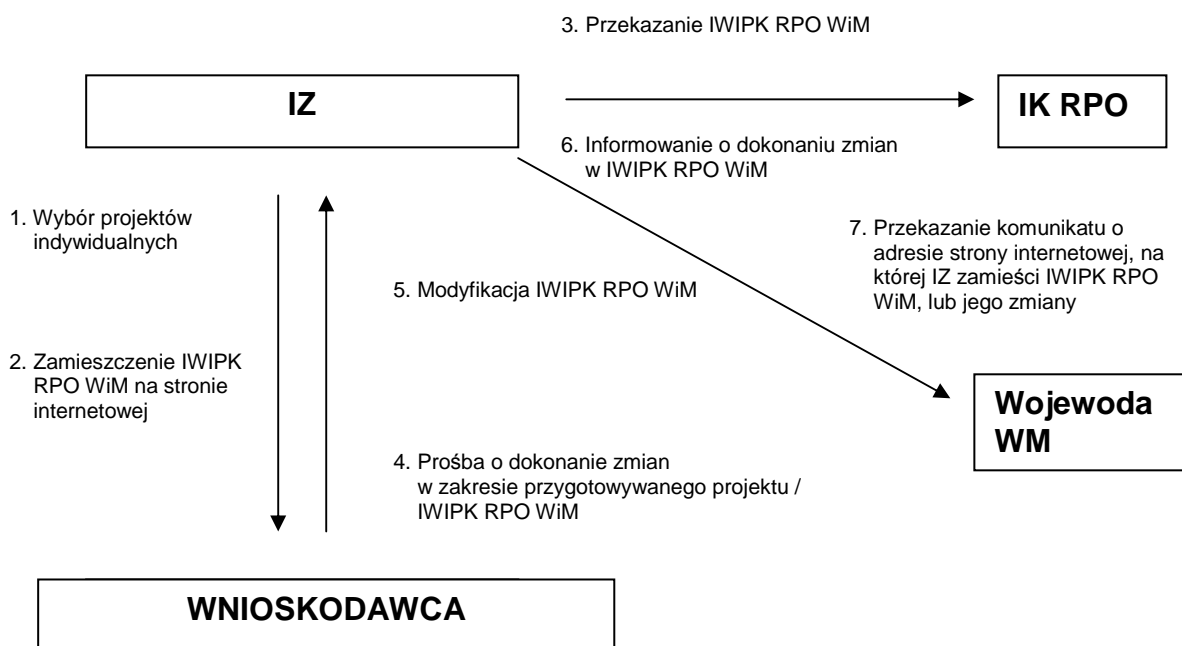 3. Przekazanie IWIPK RPO WiM
IZ
IK RPO
6. Informowanie o dokonaniu zmian
w IWIPK RPO WiM
1. Wybór projektów
indywidualnych
7. Przekazanie komunikatu o
adresie strony internetowej, na
której IZ zamieści IWIPK RPO
WiM, lub jego zmiany
5. Modyfikacja IWIPK RPO WiM
2. Zamieszczenie IWIPK
RPO WiM na stronie
internetowej
Wojewoda
WM
4. Prośba o dokonanie zmian
w zakresie przygotowywanego projektu /
IWIPK RPO WiM
WNIOSKODAWCA